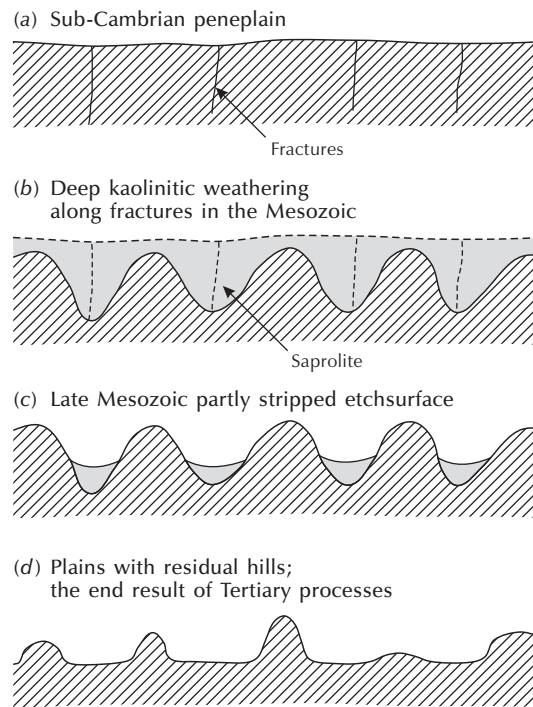 (a) Sub-Cambrian peneplain
Fractures
(b) Deep kaolinitic weathering
along fractures in the Mesozoic
Saprolite
(c) Late Mesozoic partly stripped etchsurface
(d) Plains with residual hills;
the end result of Tertiary processes